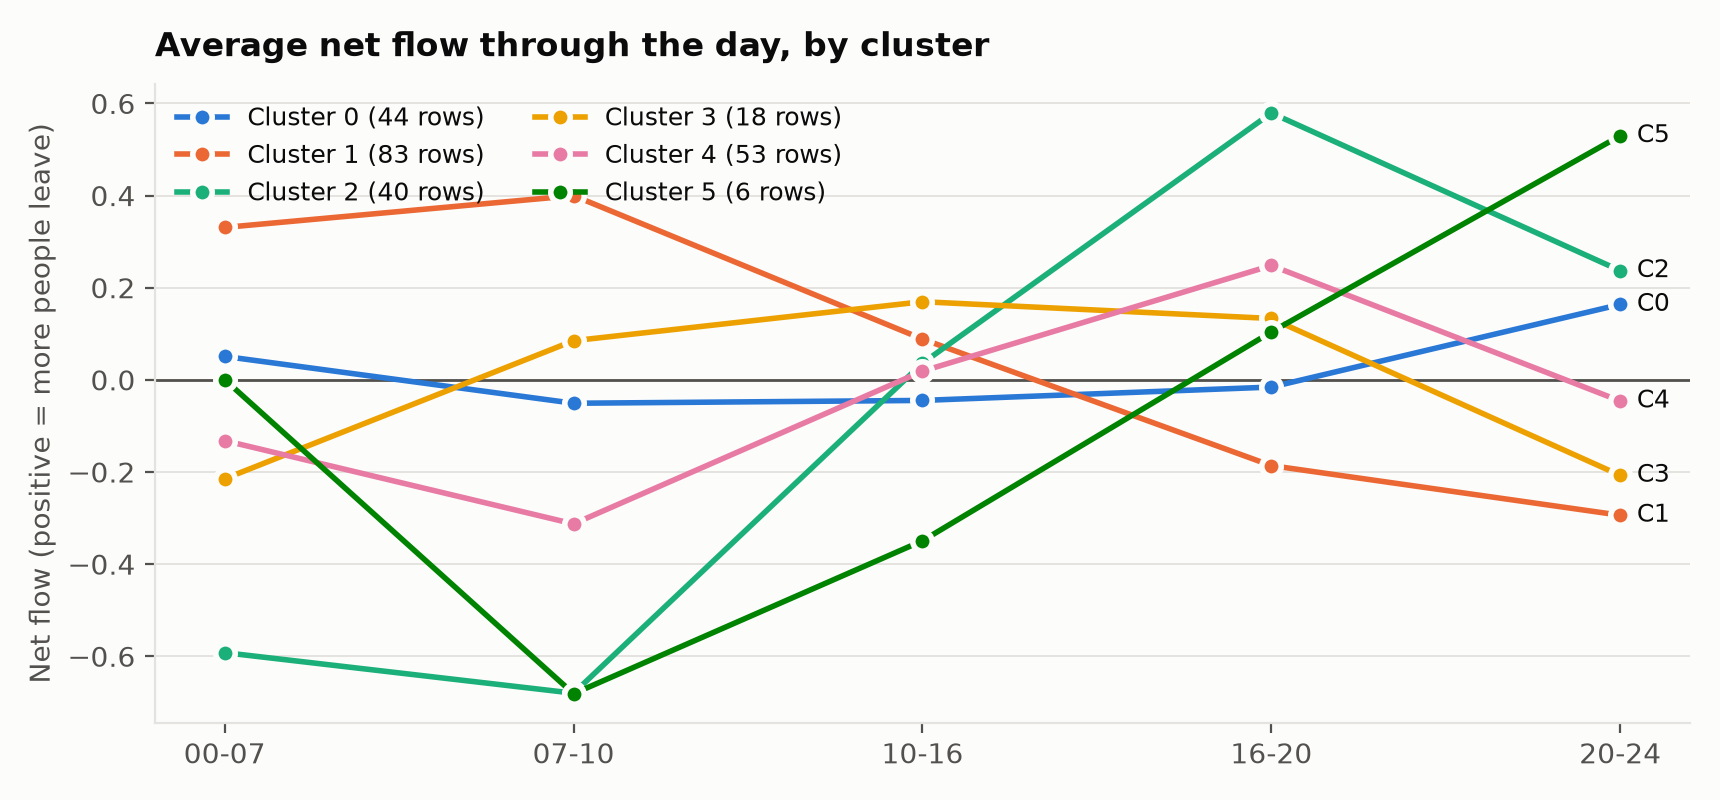 Average net flow through the day, by cluster
Net flow (positive = more people leave)
0.6
0.4
0.2
0.0
−0.2
−0.4
−0.6
Cluster 0 (44 rows)
Cluster 1 (83 rows)
Cluster 2 (40 rows)
Cluster 3 (18 rows)
Cluster 4 (53 rows)
Cluster 5 (6 rows)
C5
C2
C0
C4
C3
C1
00-07
07-10
10-16
16-20
20-24